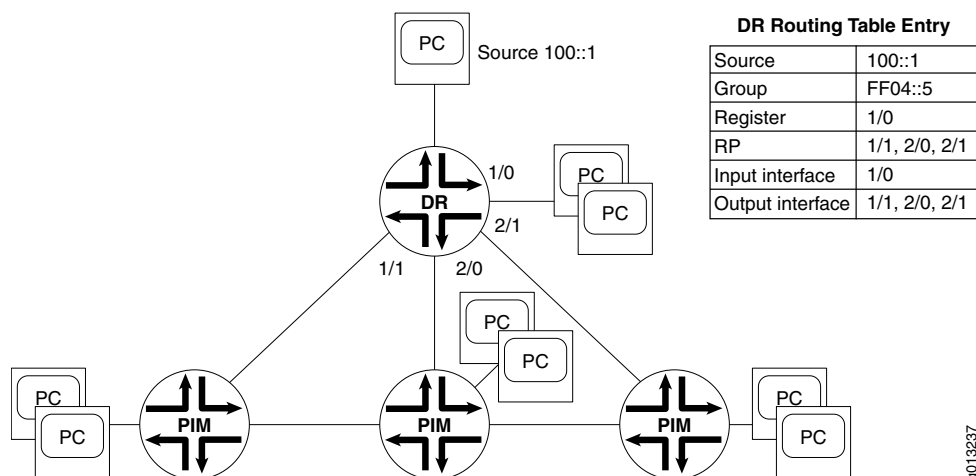 PC
Source 100::1
DR Routing Table Entry
Source 100::1
Group FF04::5
Register 1/0
RP 1/1, 2/0, 2/1
Input interface 1/0
Output interface 1/1, 2/0, 2/1
1/0
DR
PC
PC
2/1
1/1
2/0
PC
PC
PC
PC
PIM
PIM
PIM
PC
PC
g013237